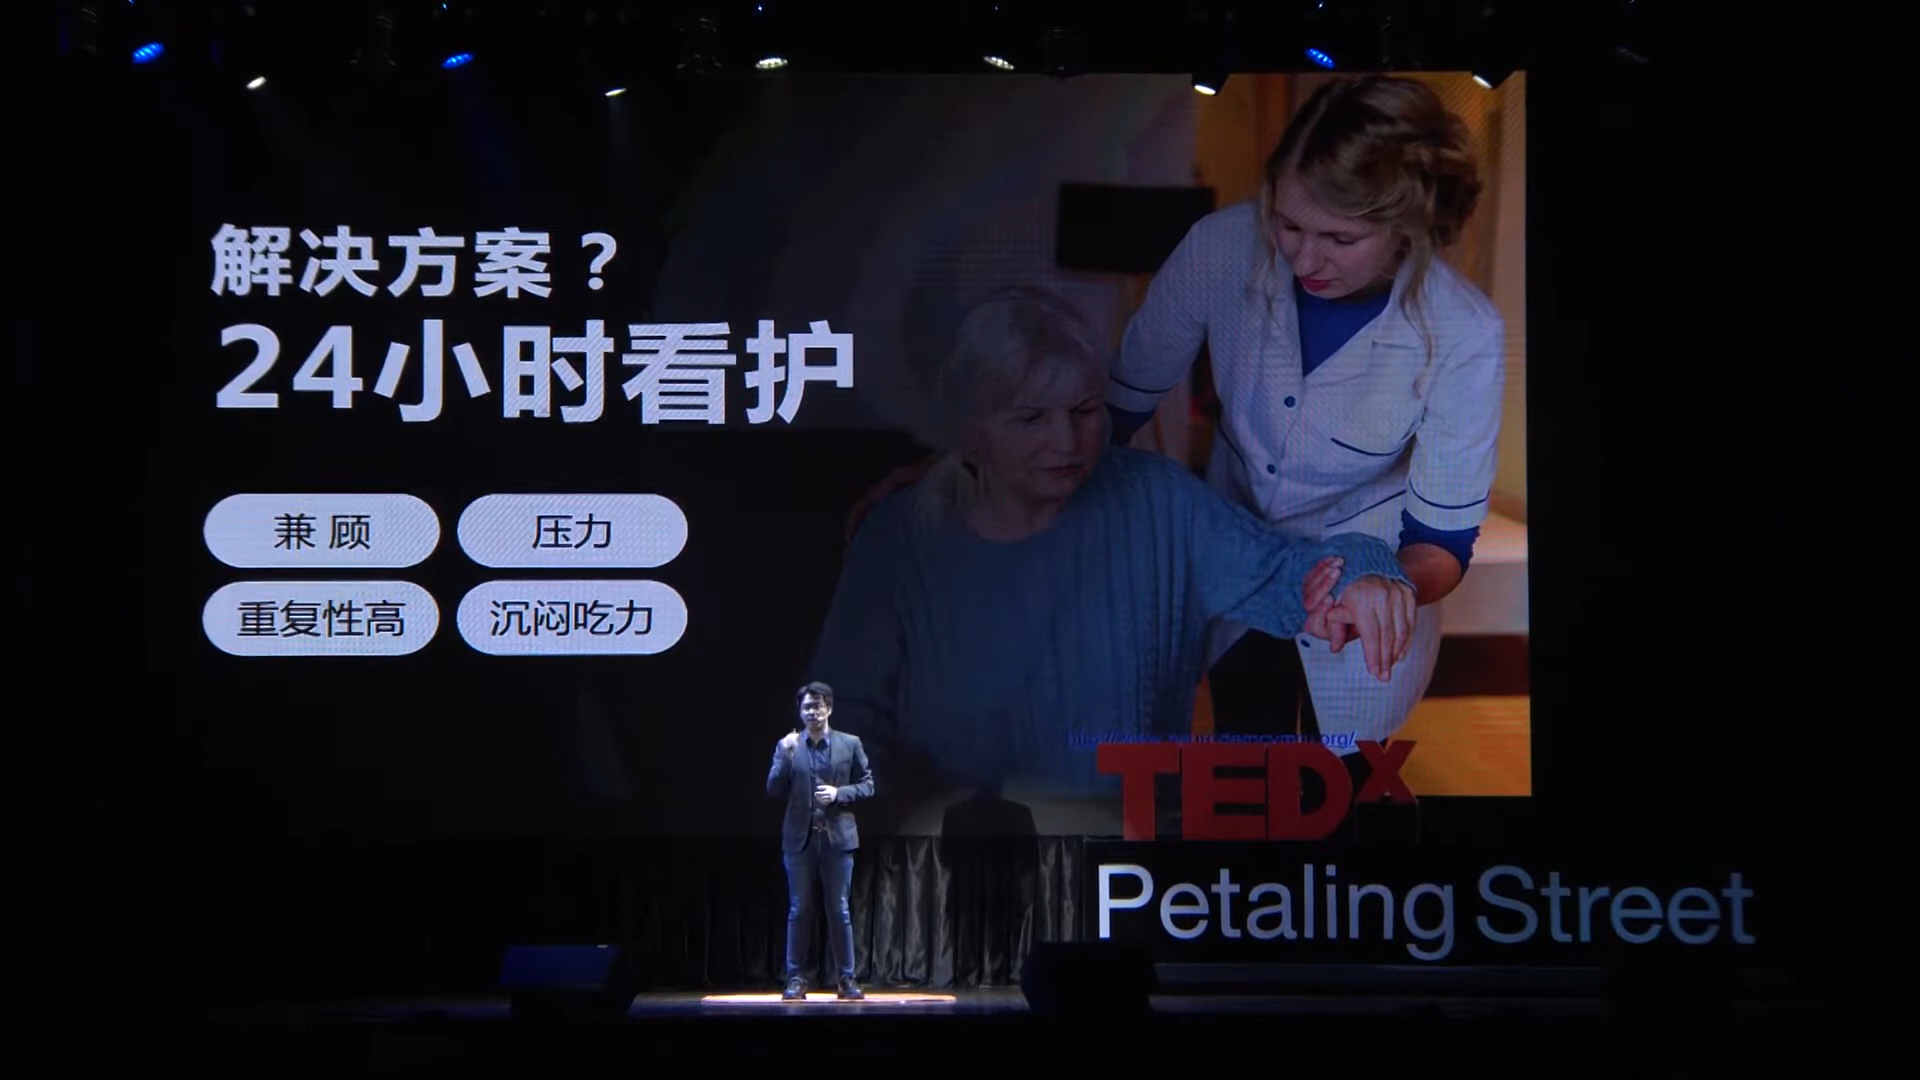 解决方案？
24小时看护
兼 顾
压力
重复性高
沉闷吃力
TEDx
Petaling Street